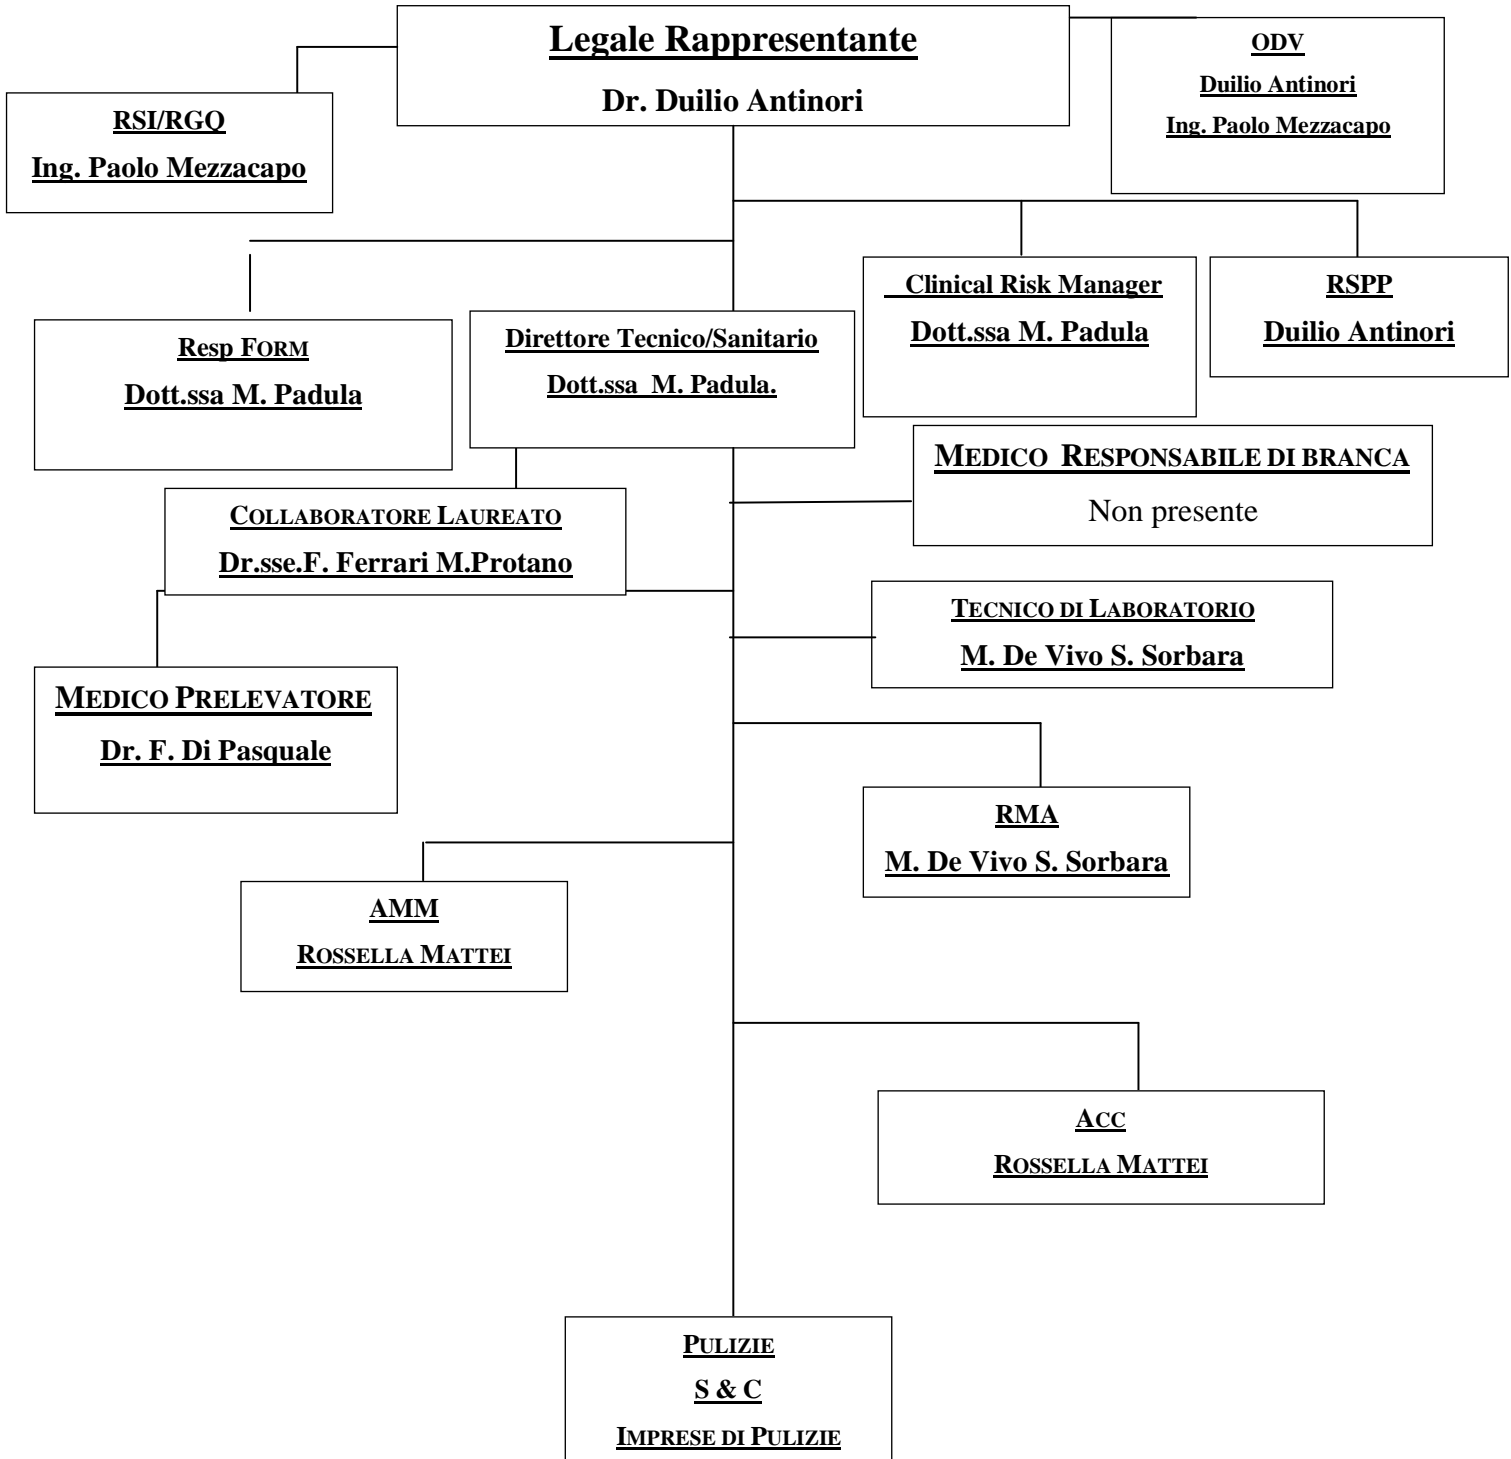 Legale Rappresentante
Dr. Duilio Antinori
ODV
Duilio Antinori
Ing. Paolo Mezzacapo
RSI/RGQ
Ing. Paolo Mezzacapo
Resp FORM
Dott.ssa M. Padula
Direttore Tecnico/Sanitario
Dott.ssa M. Padula.
Clinical Risk Manager
Dott.ssa M. Padula
RSPP
Duilio Antinori
MEDICO RESPONSABILE DI BRANCA
Non presente
COLLABORATORE LAUREATO
Dr.sse.F. Ferrari M.Protano
TECNICO DI LABORATORIO
M. De Vivo S. Sorbara
MEDICO PRELEVATORE
Dr. F. Di Pasquale
RMA
M. De Vivo S. Sorbara
AMM
ROSSELLA MATTEI
ACC
ROSSELLA MATTEI
PULIZIE
S & C
IMPRESE DI PULIZIE